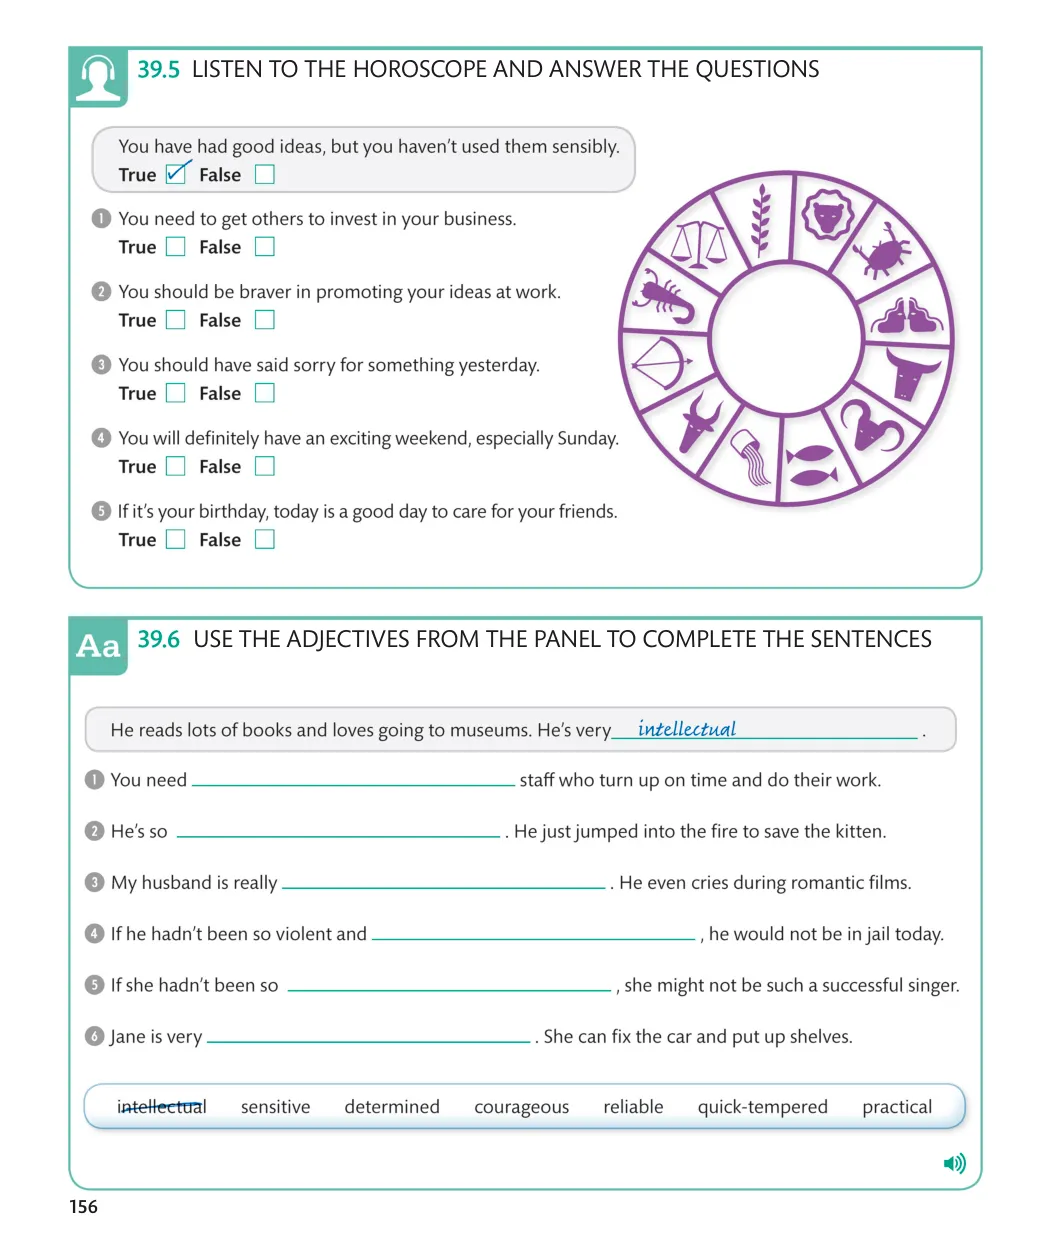 39.5 LISTEN TO THE HOROSCOPE AND ANSWER THE QUESTIONS
You have had good ideas, but you haven't used them sensibly.
True False
1 You need to get others to invest in your business.
True False
2 You should be braver in promoting your ideas at work.
True False
3 You should have said sorry for something yesterday.
True False
4 You will definitely have an exciting weekend, especially Sunday.
True False
5 If it's your birthday, today is a good day to care for your friends.
True False
Aa 39.6 USE THE ADJECTIVES FROM THE PANEL TO COMPLETE THE SENTENCES
He reads lots of books and loves going to museums. He's very intellectual .
1 You need ______ staff who turn up on time and do their work.
2 He's so ______ . He just jumped into the fire to save the kitten.
3 My husband is really ______ . He even cries during romantic films.
4 If he hadn't been so violent and ______ , he would not be in jail today.
5 If she hadn't been so ______ , she might not be such a successful singer.
6 Jane is very ______ . She can fix the car and put up shelves.
intellectual sensitive determined courageous reliable quick-tempered practical
156